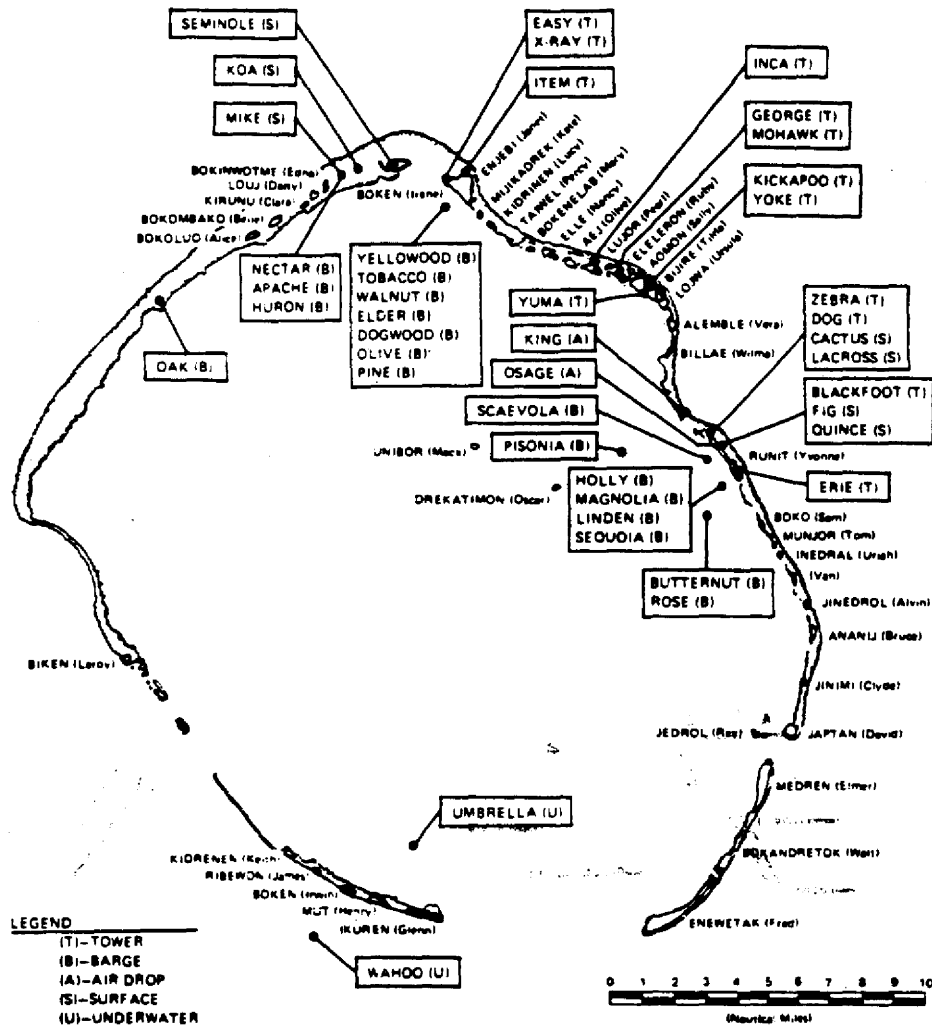 SEMINOLE (S)
KOA (S)
MIKE (S)
EASY (T)
X-RAY (T)
ITEM (T)
INCA (T)
GEORGE (T)
MOHAWK (T)
KICKAPOO (T)
YOKE (T)
BOKINWOTME (Edna)
LOUJ (Daisy)
KIRUNU (Clara)
BOKOMBAKO (Belle)
BOKOLUO (Alice)
BOKEN (Irene)
ENJEBI (Janet)
MIJIKADREK (Kate)
KIDRINEN (Lucy)
TAIWEL (Percy)
BOKENELAB (Mary)
ELLE (Nancy)
AEJ (Olive)
LUJOR (Pearl)
ELELERON (Ruby)
AOMON (Sally)
BIJIRE (Tilda)
LOJWA (Ursula)
ALEMBEL (Vera)
BILLAE (Wilma)
NECTAR (B)
APACHE (B)
HURON (B)
YELLOWOOD (B)
TOBACCO (B)
WALNUT (B)
ELDER (B)
DOGWOOD (B)
OLIVE (B)
PINE (B)
OAK (B)
YUMA (T)
KING (A)
OSAGE (A)
SCAEVOLA (B)
PISONIA (B)
ZEBRA (T)
DOG (T)
CACTUS (S)
LACROSS (S)
BLACKFOOT (T)
FIG (S)
QUINCE (S)
RUNIT (Yvonne)
ERIE (T)
UNIBOR (Mack)
DREKATIMON (Oscar)
HOLLY (B)
MAGNOLIA (B)
LINDEN (B)
SEQUOIA (B)
BUTTERNUT (B)
ROSE (B)
BOKO (Sam)
MUNJOR (Tom)
INEDRAL (Uriah)
(Van)
JINEDROL (Alvin)
ANANIJ (Bruce)
JINIMI (Clyde)
JEDROL (Rex)
JAPTAN (David)
BIKEN (Leroy)
MEDREN (Elmer)
BOKANDRETOK (Walt)
ENEWETAK (Fred)
UMBRELLA (U)
KIDRENEN (Keith)
RIBEWON (James)
BOKEN (Irwin)
MUT (Henry)
IKUREN (Glenn)
WAHOO (U)
LEGEND
(T)–TOWER
(B)–BARGE
(A)–AIR DROP
(S)–SURFACE
(U)–UNDERWATER
0 1 2 3 4 5 6 7 8 9 10
(Nautical Miles)